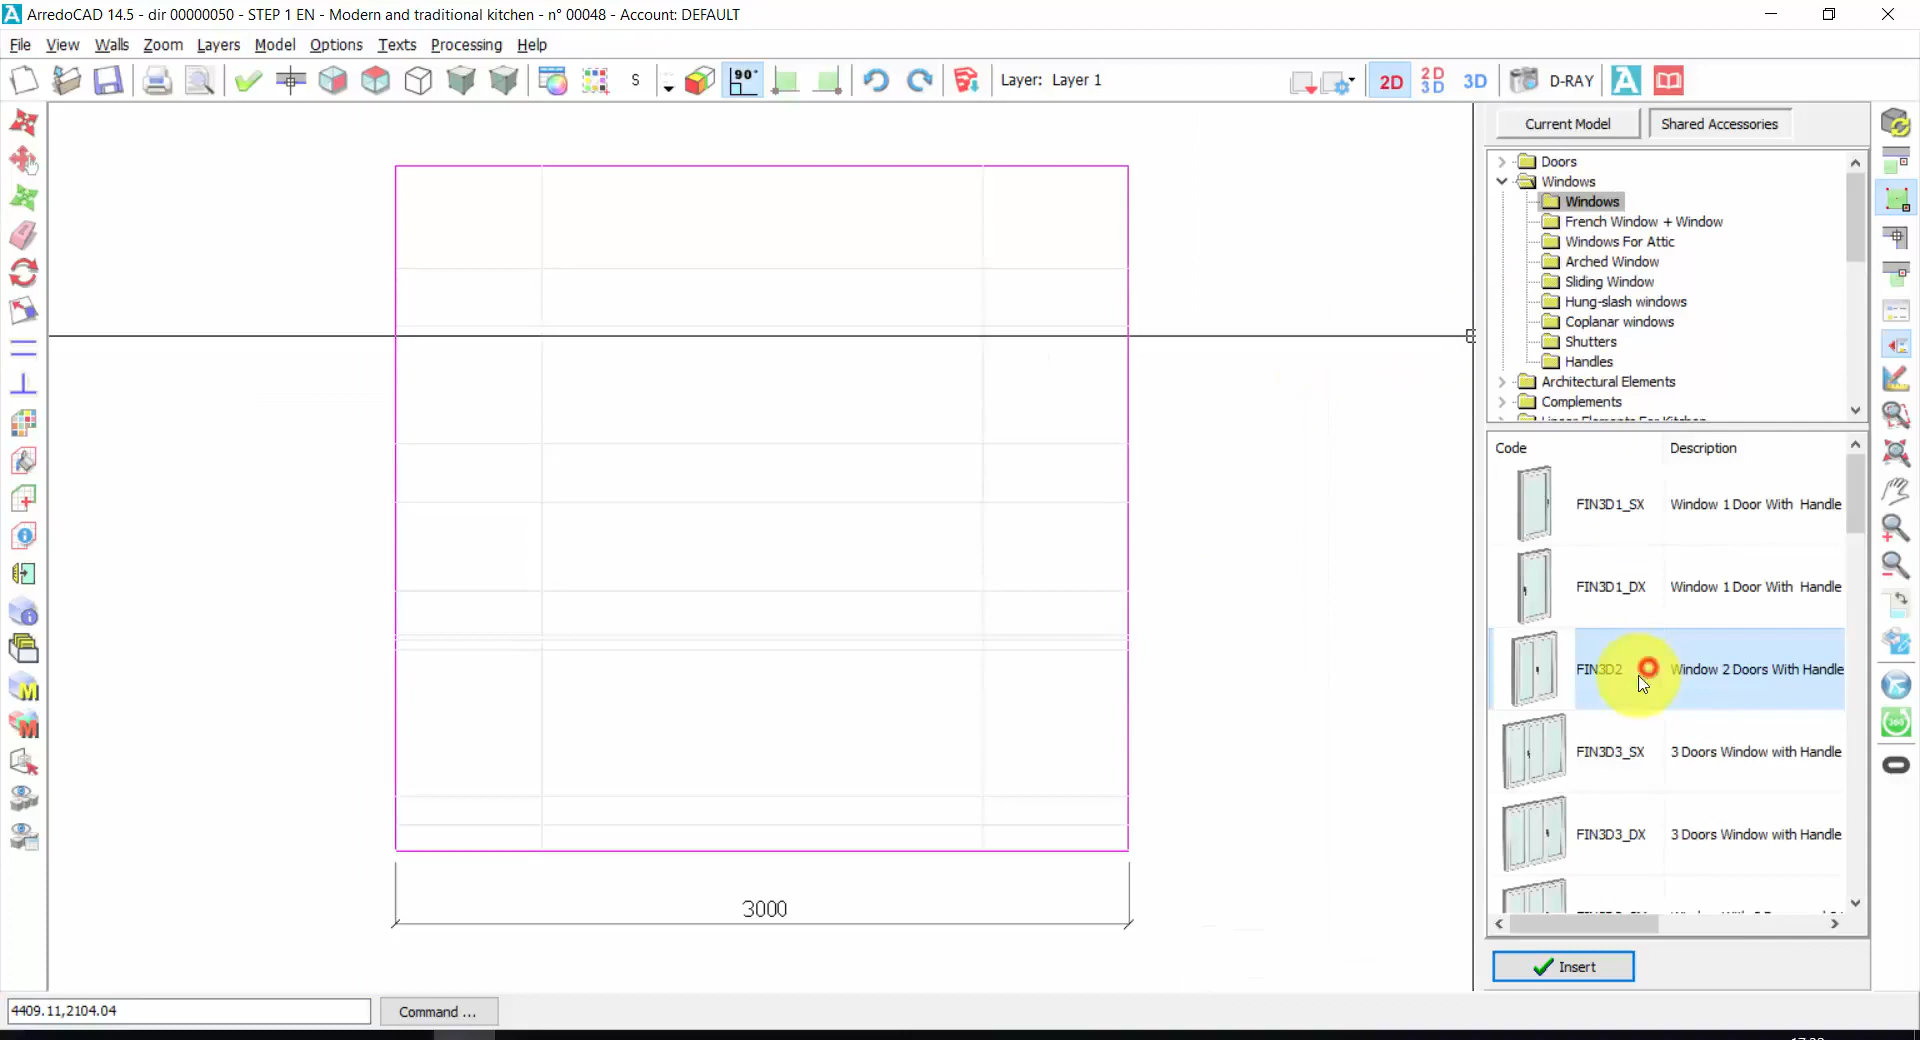 ArredoCAD 14.5 - dir 00000050 - STEP 1 EN - Modern and traditional kitchen - n° 00048 - Account: DEFAULT
File View Walls Zoom Layers Model Options Texts Processing Help
S 90° Layer: Layer 1 2D 2D 3D 3D D-RAY A
Current Model Shared Accessories
Doors
Windows
Windows
French Window + Window
Windows For Attic
Arched Window
Sliding Window
Hung-slash windows
Coplanar windows
Shutters
Handles
Architectural Elements
Complements
Linear Elements For Kitchen
Code Description
FIN3D1_SX Window 1 Door With Handle
FIN3D1_DX Window 1 Door With Handle
FIN3D2 Window 2 Doors With Handle
FIN3D3_SX 3 Doors Window with Handle
FIN3D3_DX 3 Doors Window with Handle
M
M
360
3000
Insert
4409.11,2104.04 Command ...